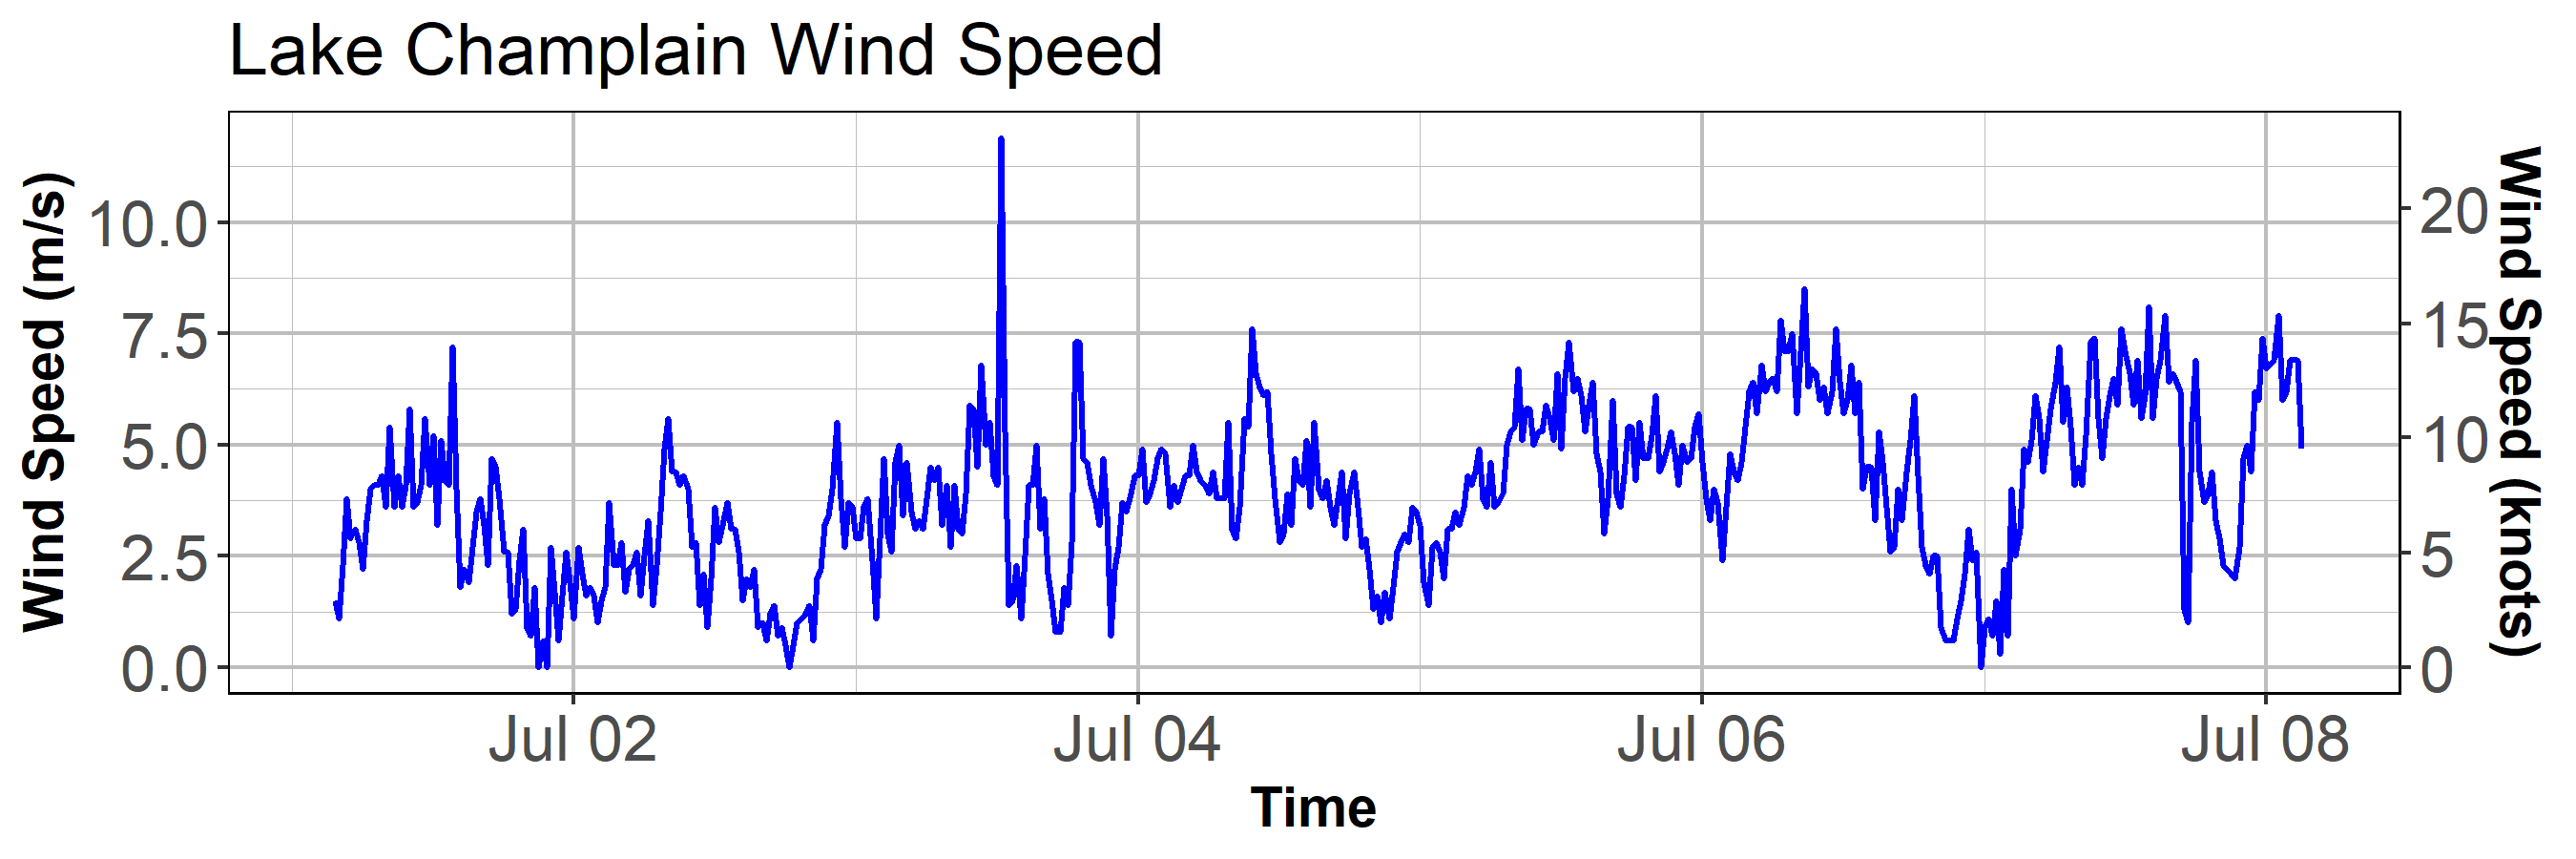 Lake Champlain Wind Speed
Wind Speed (m/s)
10.0
7.5
5.0
2.5
0.0
20
15
10
5
0
Wind Speed (knots)
Jul 02
Jul 04
Jul 06
Jul 08
Time